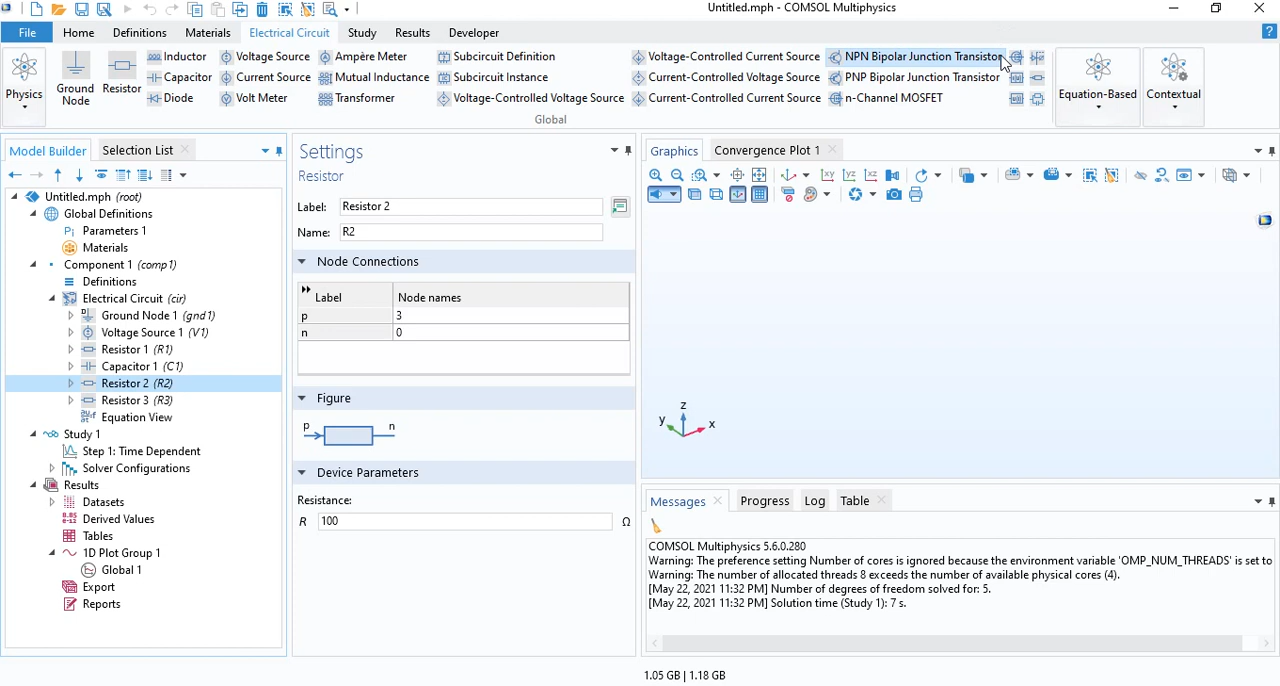 Untitled.mph - COMSOL Multiphysics
File Home Definitions Materials Electrical Circuit Study Results Developer
Physics
Ground Node
Resistor
Inductor
Capacitor
Diode
Voltage Source
Current Source
Volt Meter
Ampère Meter
Mutual Inductance
Transformer
Subcircuit Definition
Subcircuit Instance
Voltage-Controlled Voltage Source
Voltage-Controlled Current Source
Current-Controlled Voltage Source
Current-Controlled Current Source
NPN Bipolar Junction Transistor
PNP Bipolar Junction Transistor
n-Channel MOSFET
Equation-Based
Contextual
Global
Model Builder Selection List
Untitled.mph (root)
Global Definitions
Pi Parameters 1
Materials
Component 1 (comp1)
Definitions
Electrical Circuit (cir)
D Ground Node 1 (gnd1)
Voltage Source 1 (V1)
Resistor 1 (R1)
Capacitor 1 (C1)
Resistor 2 (R2)
Resistor 3 (R3)
Equation View
Study 1
Step 1: Time Dependent
Solver Configurations
Results
Datasets
Derived Values
Tables
1D Plot Group 1
Global 1
Export
Reports
Settings
Resistor
Label: Resistor 2
Name: R2
Node Connections
Label Node names
p 3
n 0
Figure
p n
Device Parameters
Resistance:
R 100 Ω
Graphics Convergence Plot 1
xy yz xz
z
y x
Messages Progress Log Table
COMSOL Multiphysics 5.6.0.280
Warning: The preference setting Number of cores is ignored because the environment variable 'OMP_NUM_THREADS' is set to
Warning: The number of allocated threads 8 exceeds the number of available physical cores (4).
[May 22, 2021 11:32 PM] Number of degrees of freedom solved for: 5.
[May 22, 2021 11:32 PM] Solution time (Study 1): 7 s.
1.05 GB | 1.18 GB